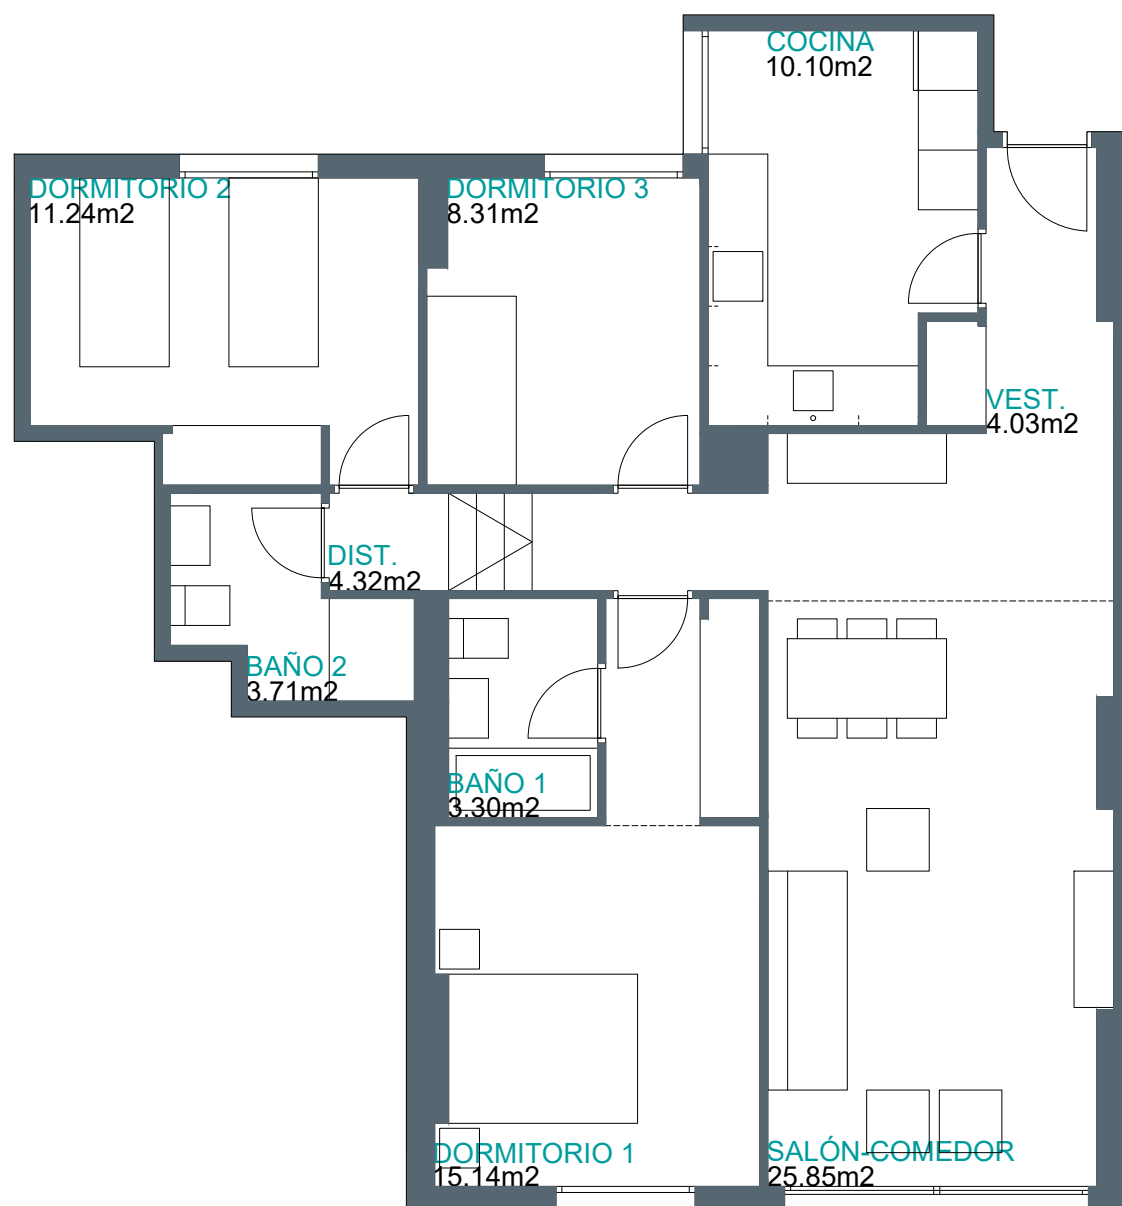 COCINA
10.10m2
DORMITORIO 2
11.24m2
DORMITORIO 3
8.31m2
VEST.
4.03m2
DIST.
4.32m2
BAÑO 2
3.71m2
BAÑO 1
3.30m2
DORMITORIO 1
15.14m2
SALÓN-COMEDOR
25.85m2